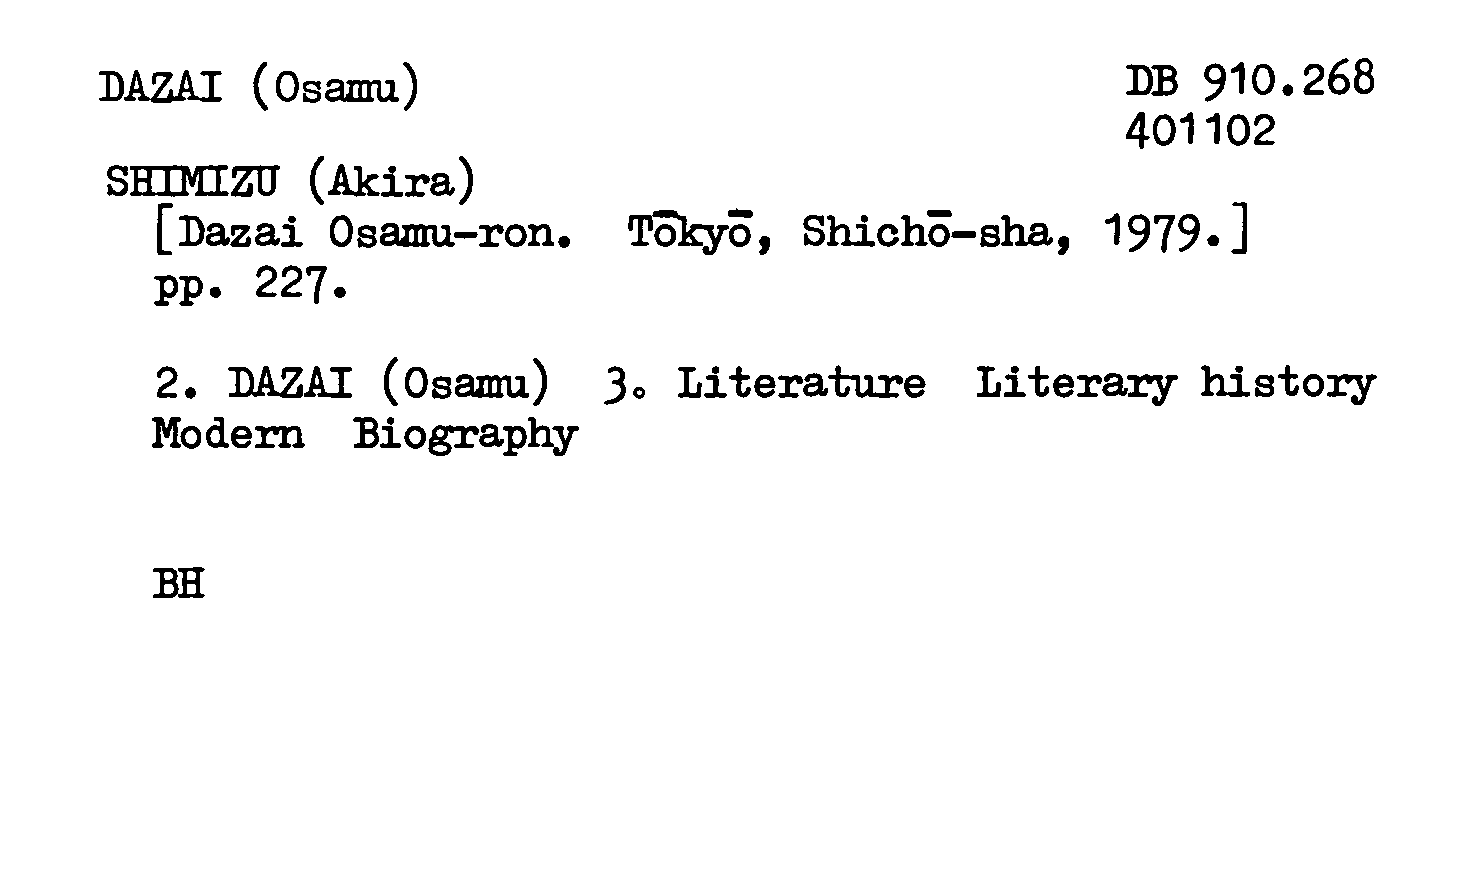 DAZAI (Osamu)
DB 910.268
401102
SHIMIZU (Akira)
[Dazai Osamu-ron. Tōkyō, Shichō-sha, 1979.]
pp. 227.
2. DAZAI (Osamu) 3. Literature Literary history
Modern Biography
BH